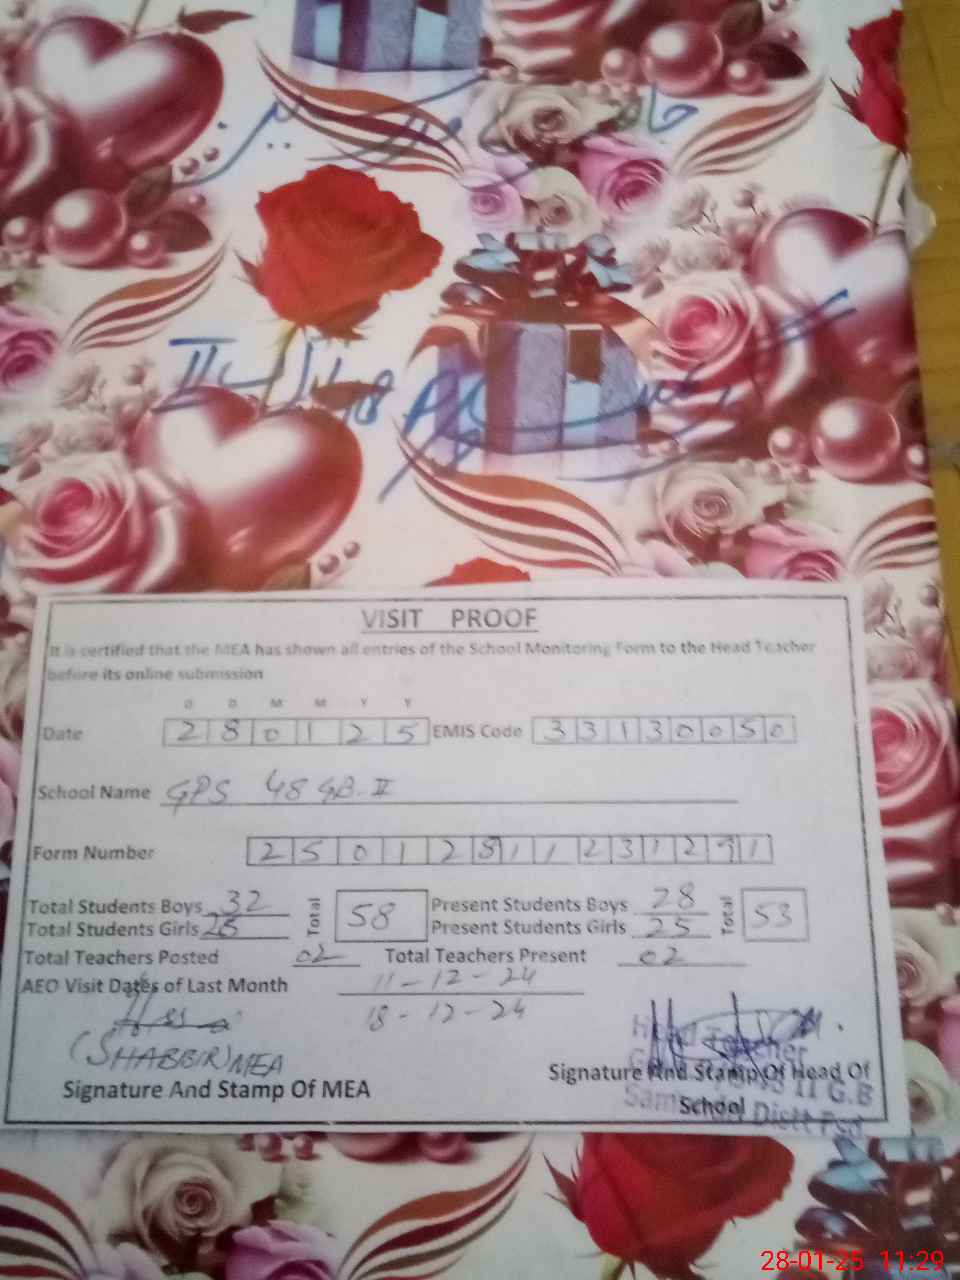 VISIT PROOF
It is certified that the MEA has shown all entries of the School Monitoring Form to the Head Teacher
before its online submission
D D M M Y Y
Date 2 8 0 1 2 5 EMIS Code 3 3 1 3 0 0 5 0
School Name GPS 48 GB-II
Form Number 2 5 0 1 2 8 1 1 2 3 1 2 9 1
Total Students Boys 32 Total 58 Present Students Boys 28 Total 53
Total Students Girls 26 Present Students Girls 25
Total Teachers Posted 02 Total Teachers Present 02
AEO Visit Dates of Last Month 11-12-24
18-12-24
(SHABBIR) MEA
Head Teacher
Signature And Stamp Of MEA
Signature And Stamp Of Head Of
School
II G.B
Distt Fsd
28-01-25 11:29